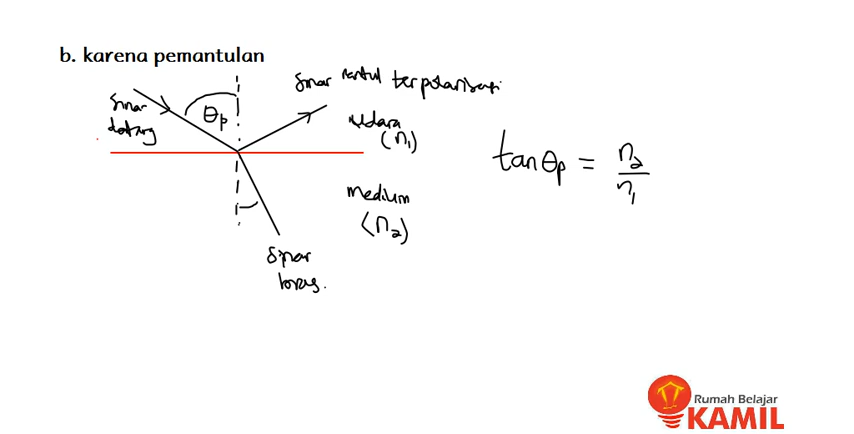 b. karena pemantulan
sinar pantul terpolarisasi
sinar
datang
θp
udara
(n₁)
tan θp = n₂/n₁
medium
(n₂)
sinar
bias.
Rumah Belajar
KAMIL